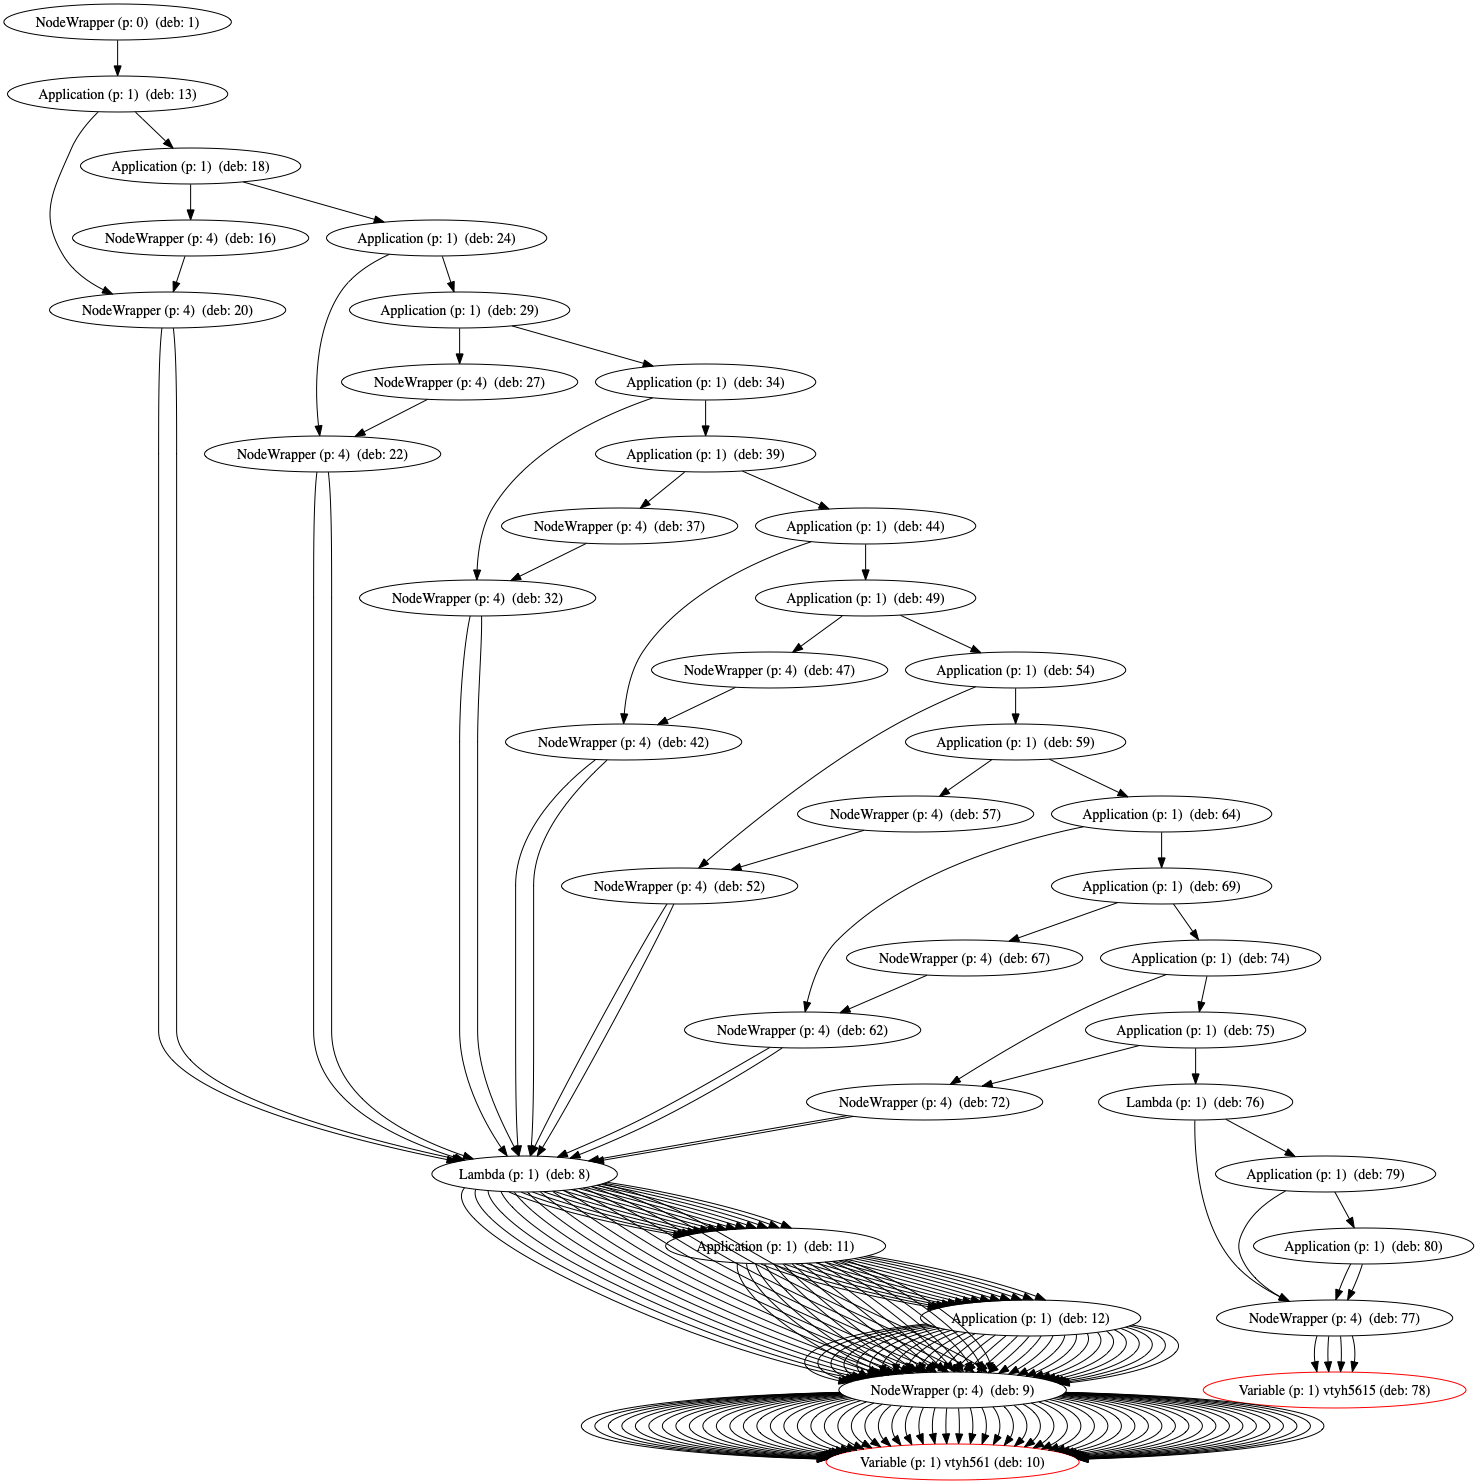 NodeWrapper (p: 0)  (deb: 1)
Application (p: 1)  (deb: 13)
Application (p: 1)  (deb: 18)
NodeWrapper (p: 4)  (deb: 16)
Application (p: 1)  (deb: 24)
NodeWrapper (p: 4)  (deb: 20)
Application (p: 1)  (deb: 29)
NodeWrapper (p: 4)  (deb: 27)
Application (p: 1)  (deb: 34)
NodeWrapper (p: 4)  (deb: 22)
Application (p: 1)  (deb: 39)
NodeWrapper (p: 4)  (deb: 37)
Application (p: 1)  (deb: 44)
NodeWrapper (p: 4)  (deb: 32)
Application (p: 1)  (deb: 49)
NodeWrapper (p: 4)  (deb: 47)
Application (p: 1)  (deb: 54)
NodeWrapper (p: 4)  (deb: 42)
Application (p: 1)  (deb: 59)
NodeWrapper (p: 4)  (deb: 57)
Application (p: 1)  (deb: 64)
NodeWrapper (p: 4)  (deb: 52)
Application (p: 1)  (deb: 69)
NodeWrapper (p: 4)  (deb: 67)
Application (p: 1)  (deb: 74)
NodeWrapper (p: 4)  (deb: 62)
Application (p: 1)  (deb: 75)
NodeWrapper (p: 4)  (deb: 72)
Lambda (p: 1)  (deb: 76)
Lambda (p: 1)  (deb: 8)
Application (p: 1)  (deb: 79)
Application (p: 1)  (deb: 11)
Application (p: 1)  (deb: 80)
Application (p: 1)  (deb: 12)
NodeWrapper (p: 4)  (deb: 77)
NodeWrapper (p: 4)  (deb: 9)
Variable (p: 1) vtyh5615 (deb: 78)
Variable (p: 1) vtyh561 (deb: 10)